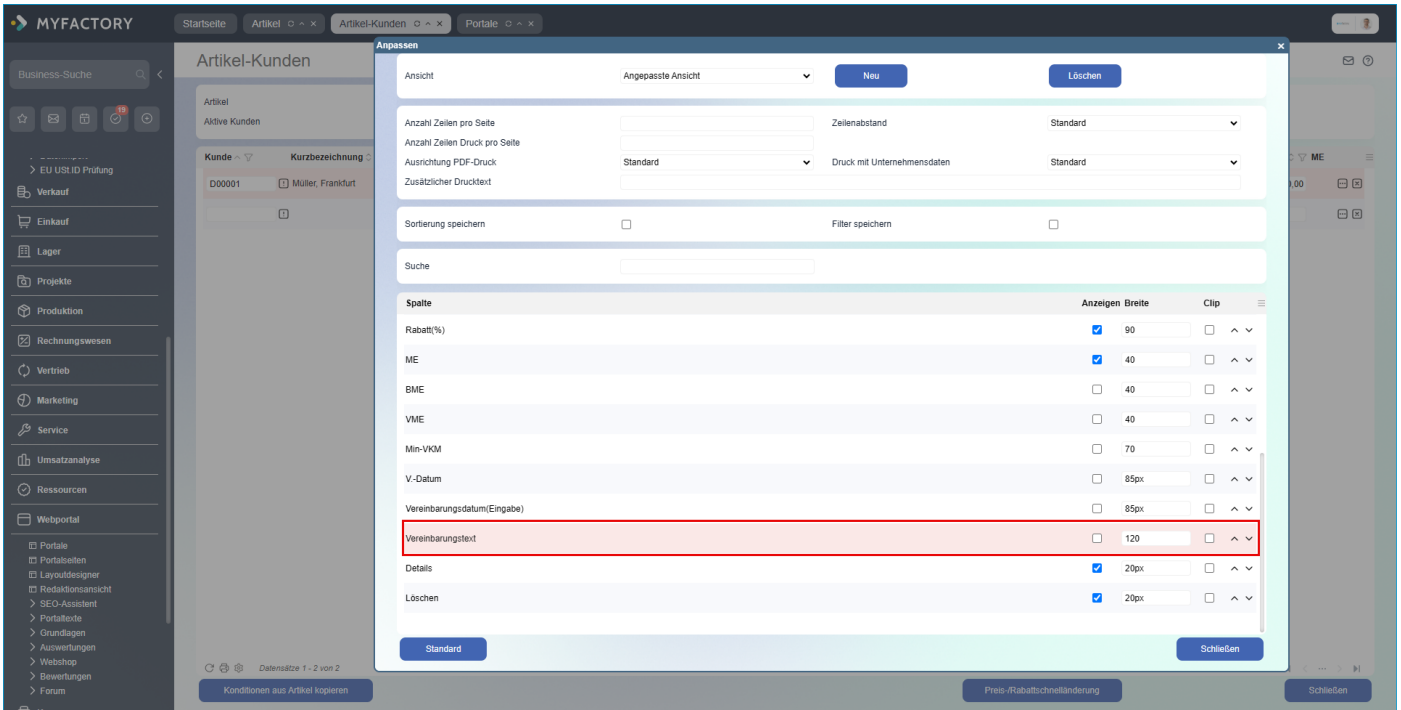 MYFACTORY
Startseite Artikel Artikel-Kunden Portale
Business-Suche
19
EU USt.ID Prüfung
Verkauf
Einkauf
Lager
Projekte
Produktion
Rechnungswesen
Vertrieb
Marketing
Service
Umsatzanalyse
Ressourcen
Webportal
Portale
Portalseiten
Layoutdesigner
Redaktionsansicht
SEO-Assistent
Portaltexte
Grundlagen
Auswertungen
Webshop
Bewertungen
Forum
Artikel-Kunden
Artikel
Aktive Kunden
Kunde Kurzbezeichnung ME
D00001 Müller, Frankfurt
Datensätze 1 - 2 von 2
Konditionen aus Artikel kopieren Preis-/Rabattschnelländerung Schließen
Anpassen
Ansicht Angepasste Ansicht Neu Löschen
Anzahl Zeilen pro Seite Zeilenabstand Standard
Anzahl Zeilen Druck pro Seite
Ausrichtung PDF-Druck Standard Druck mit Unternehmensdaten Standard
Zusätzlicher Drucktext
Sortierung speichern Filter speichern
Suche
Spalte Anzeigen Breite Clip
Rabatt(%) 90
ME 40
BME 40
VME 40
Min-VKM 70
V.-Datum 85px
Vereinbarungsdatum(Eingabe) 85px
Vereinbarungstext 120
Details 20px
Löschen 20px
Standard Schließen